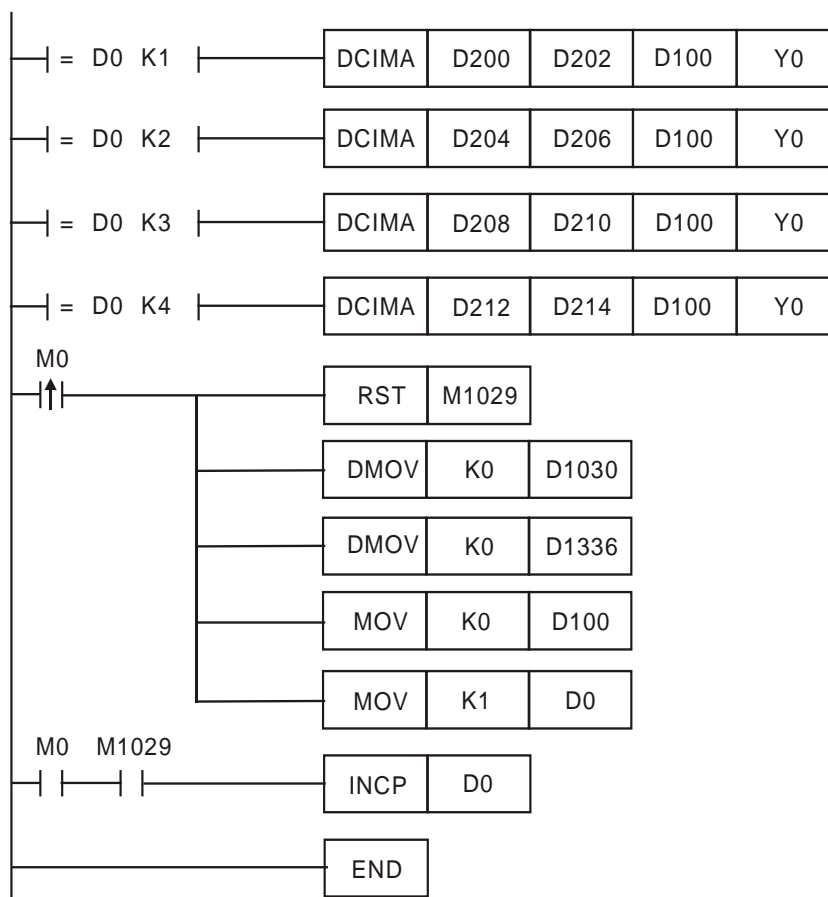 = D0 K1 DCIMA D200 D202 D100 Y0
= D0 K2 DCIMA D204 D206 D100 Y0
= D0 K3 DCIMA D208 D210 D100 Y0
= D0 K4 DCIMA D212 D214 D100 Y0
M0
RST M1029
DMOV K0 D1030
DMOV K0 D1336
MOV K0 D100
MOV K1 D0
M0 M1029
INCP D0
END